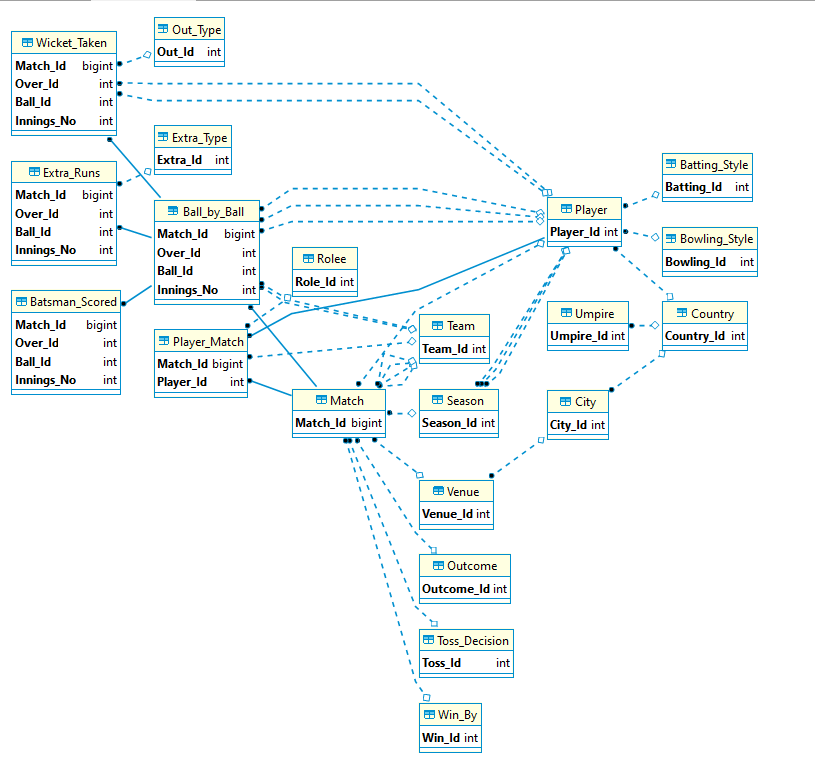 Wicket_Taken
Match_Id bigint
Over_Id int
Ball_Id int
Innings_No int
Out_Type
Out_Id int
Extra_Type
Extra_Id int
Extra_Runs
Match_Id bigint
Over_Id int
Ball_Id int
Innings_No int
Ball_by_Ball
Match_Id bigint
Over_Id int
Ball_Id int
Innings_No int
Batting_Style
Batting_Id int
Player
Player_Id int
Bowling_Style
Bowling_Id int
Rolee
Role_Id int
Batsman_Scored
Match_Id bigint
Over_Id int
Ball_Id int
Innings_No int
Player_Match
Match_Id bigint
Player_Id int
Team
Team_Id int
Umpire
Umpire_Id int
Country
Country_Id int
Match
Match_Id bigint
Season
Season_Id int
City
City_Id int
Venue
Venue_Id int
Outcome
Outcome_Id int
Toss_Decision
Toss_Id int
Win_By
Win_Id int